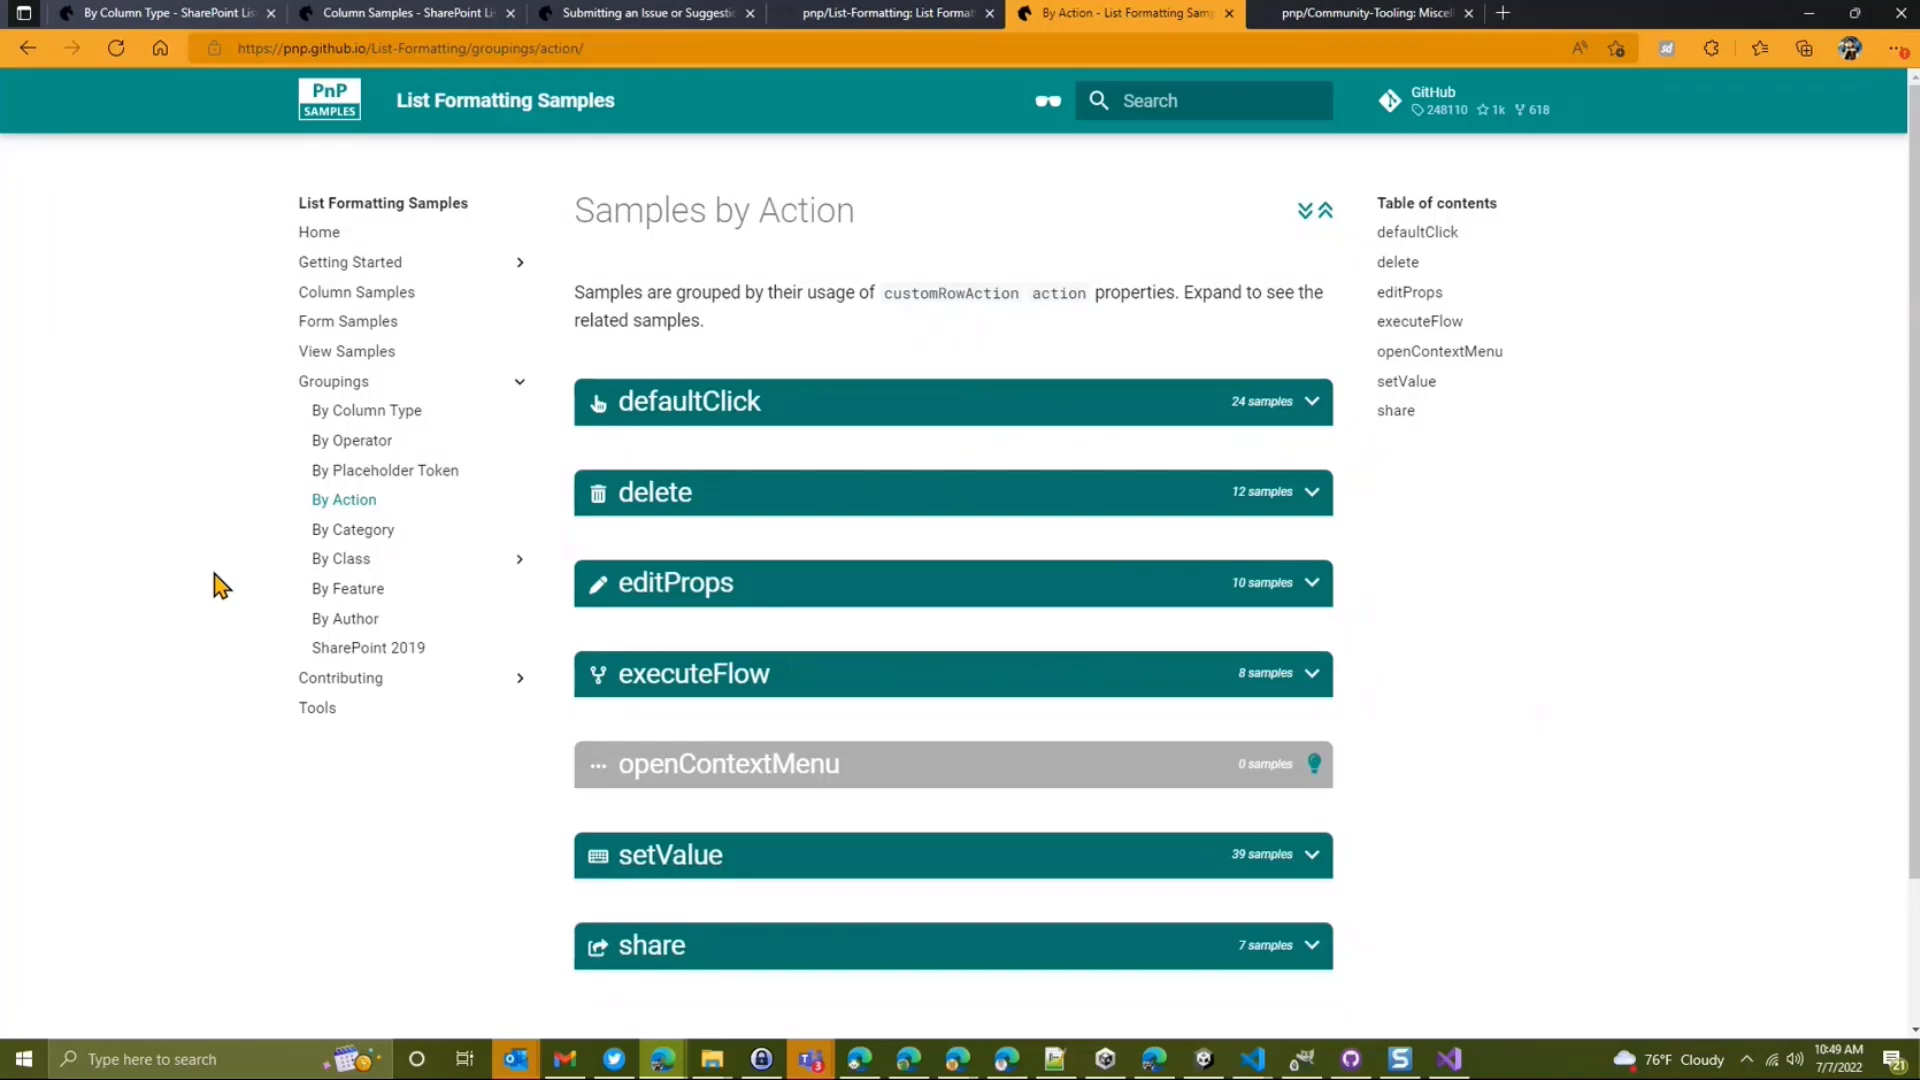 By Column Type - SharePoint Lis
Column Samples - SharePoint Li
Submitting an Issue or Suggesti
pnp/List-Formatting: List Format
By Action - List Formatting Samp
pnp/Community-Tooling: Miscel
https://pnp.github.io/List-Formatting/groupings/action/
PnP
SAMPLES
List Formatting Samples
Search
GitHub
248110 1k 618
List Formatting Samples
Home
Getting Started
Column Samples
Form Samples
View Samples
Groupings
By Column Type
By Operator
By Placeholder Token
By Action
By Category
By Class
By Feature
By Author
SharePoint 2019
Contributing
Tools
Samples by Action
Samples are grouped by their usage of customRowAction action properties. Expand to see the
related samples.
defaultClick 24 samples
delete 12 samples
editProps 10 samples
executeFlow 8 samples
openContextMenu 0 samples
setValue 39 samples
share 7 samples
Table of contents
defaultClick
delete
editProps
executeFlow
openContextMenu
setValue
share
Type here to search
76°F Cloudy
10:49 AM
7/7/2022
21